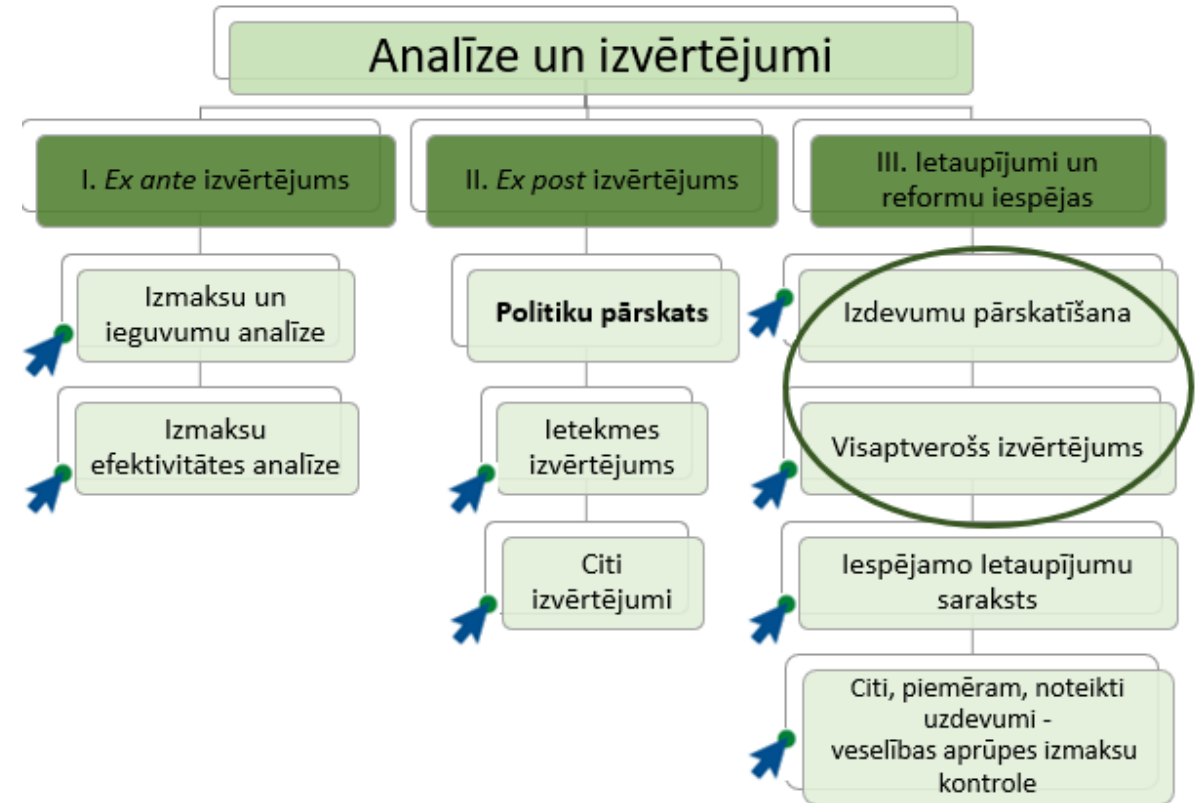 Analīze un izvērtējumi
I. Ex ante izvērtējums
Izmaksu un
ieguvumu analīze
Izmaksu
efektivitātes analīze
II. Ex post izvērtējums
Politiku pārskats
Ietekmes
izvērtējums
Citi
izvērtējumi
III. Ietaupījumi un
reformu iespējas
Izdevumu pārskatīšana
Visaptverošs izvērtējums
Iespējamo Ietaupījumu
saraksts
Citi, piemēram, noteikti
uzdevumi -
veselības aprūpes izmaksu
kontrole